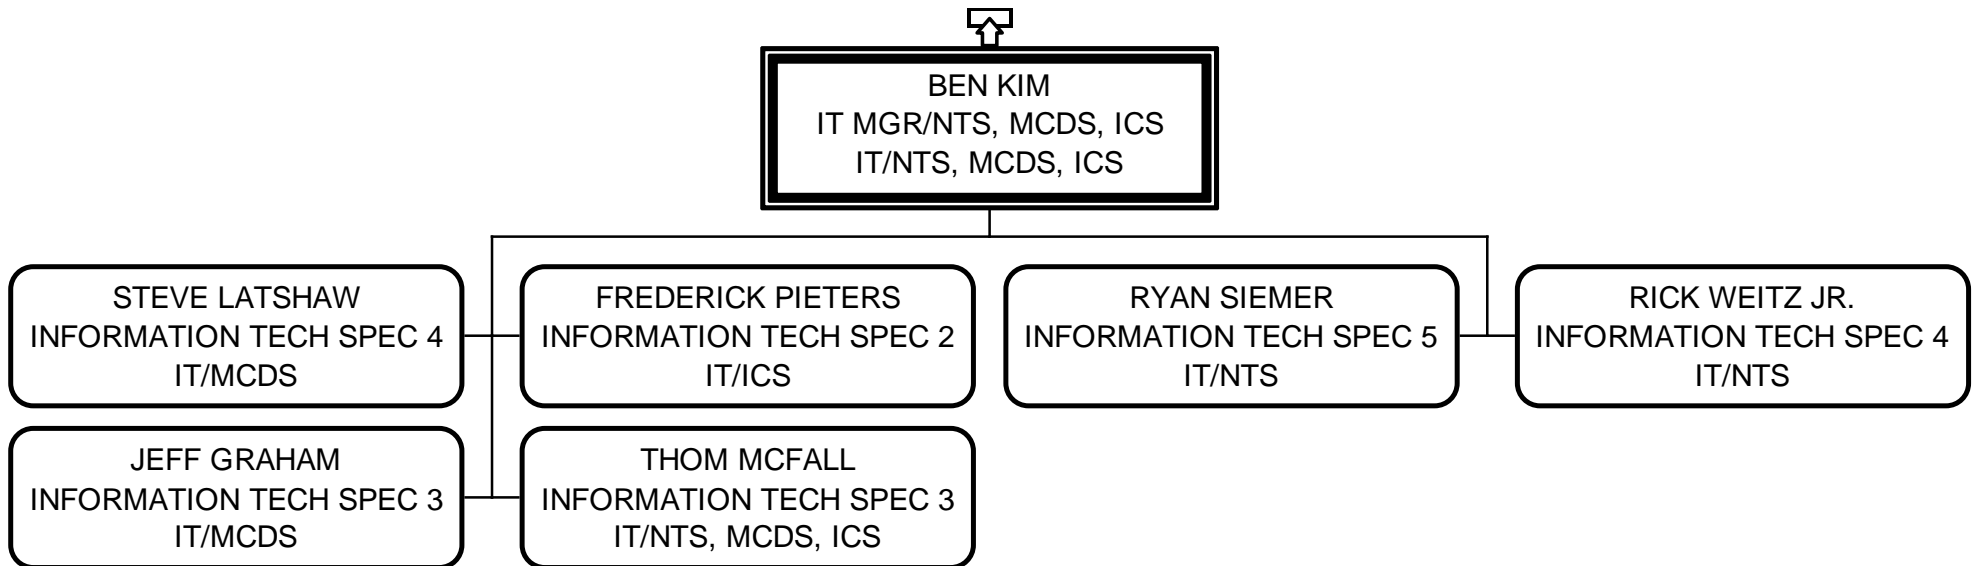 BEN KIM
IT MGR/NTS, MCDS, ICS
IT/NTS, MCDS, ICS
STEVE LATSHAW
INFORMATION TECH SPEC 4
IT/MCDS
FREDERICK PIETERS
INFORMATION TECH SPEC 2
IT/ICS
RYAN SIEMER
INFORMATION TECH SPEC 5
IT/NTS
RICK WEITZ JR.
INFORMATION TECH SPEC 4
IT/NTS
JEFF GRAHAM
INFORMATION TECH SPEC 3
IT/MCDS
THOM MCFALL
INFORMATION TECH SPEC 3
IT/NTS, MCDS, ICS